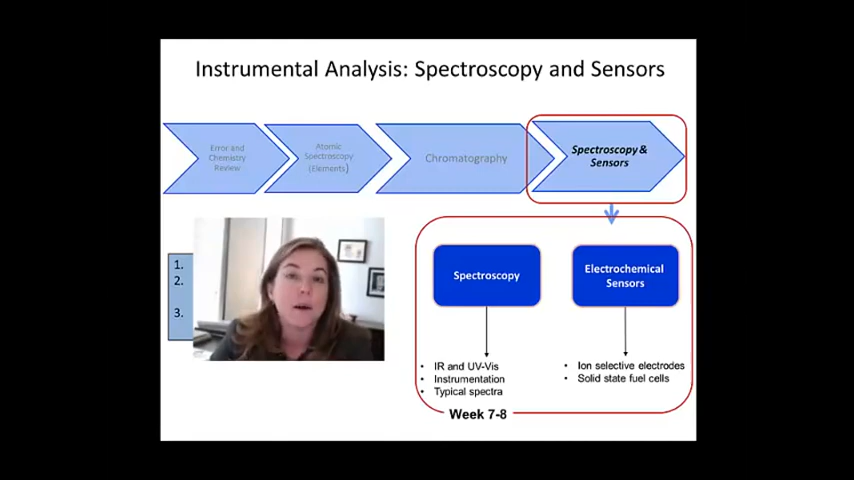 Instrumental Analysis: Spectroscopy and Sensors
Error and
Chemistry
Review
Atomic
Spectroscopy
(Elements)
Chromatography
Spectroscopy &
Sensors
1.
2.
3.
Spectroscopy
Electrochemical
Sensors
• IR and UV-Vis
• Instrumentation
• Typical spectra
• Ion selective electrodes
• Solid state fuel cells
Week 7-8